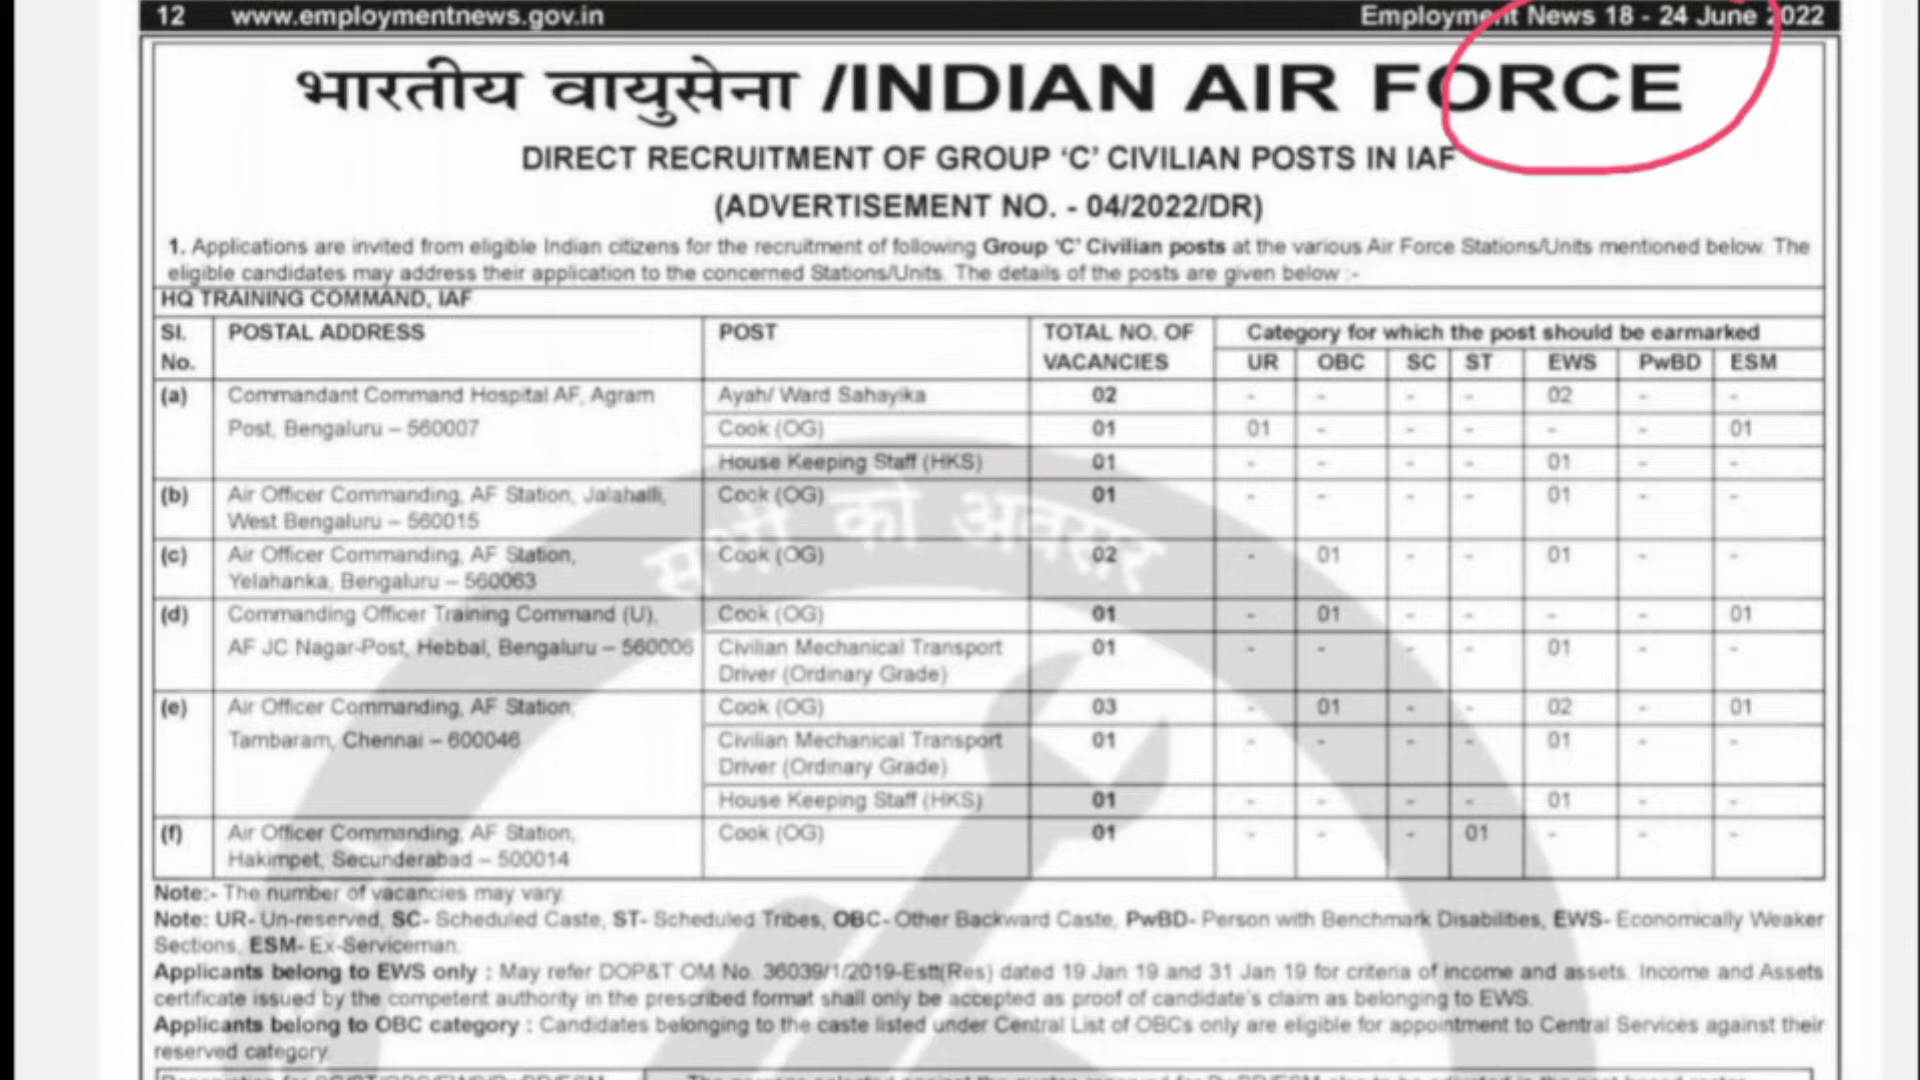 12 www.employmentnews.gov.in Employment News 18 - 24 June 2022
भारतीय वायुसेना /INDIAN AIR FORCE
DIRECT RECRUITMENT OF GROUP ‘C’ CIVILIAN POSTS IN IAF
(ADVERTISEMENT NO. - 04/2022/DR)
1. Applications are invited from eligible Indian citizens for the recruitment of following Group ‘C’ Civilian posts at the various Air Force Stations/Units mentioned below. The
eligible candidates may address their application to the concerned Stations/Units. The details of the posts are given below :-
HQ TRAINING COMMAND, IAF
Sl. POSTAL ADDRESS POST TOTAL NO. OF Category for which the post should be earmarked
No. VACANCIES UR OBC SC ST EWS PwBD ESM
(a) Commandant Command Hospital AF, Agram Ayah/ Ward Sahayika 02 - - - - 02 - -
Post, Bengaluru – 560007 Cook (OG) 01 01 - - - - - 01
House Keeping Staff (HKS) 01 - - - - 01 - -
(b) Air Officer Commanding, AF Station, Jalahalli, Cook (OG) 01 - - - - 01 - -
West Bengaluru – 560015
सभी को अवसर
(c) Air Officer Commanding, AF Station, Cook (OG) 02 - 01 - - 01 - -
Yelahanka, Bengaluru – 560063
(d) Commanding Officer Training Command (U), Cook (OG) 01 - 01 - - - - 01
AF JC Nagar-Post, Hebbal, Bengaluru – 560006 Civilian Mechanical Transport 01 - - - - 01 - -
Driver (Ordinary Grade)
(e) Air Officer Commanding, AF Station, Cook (OG) 03 - 01 - - 02 - 01
Tambaram, Chennai – 600046 Civilian Mechanical Transport 01 - - - - 01 - -
Driver (Ordinary Grade)
House Keeping Staff (HKS) 01 - - - - 01 - -
(f) Air Officer Commanding, AF Station, Cook (OG) 01 - - - 01 - - -
Hakimpet, Secunderabad – 500014
Note:- The number of vacancies may vary.
Note: UR- Un-reserved, SC- Scheduled Caste, ST- Scheduled Tribes, OBC- Other Backward Caste, PwBD- Person with Benchmark Disabilities, EWS- Economically Weaker
Sections, ESM- Ex-Serviceman.
Applicants belong to EWS only : May refer DOP&T OM No. 36039/1/2019-Estt(Res) dated 19 Jan 19 and 31 Jan 19 for criteria of income and assets. Income and Assets
certificate issued by the competent authority in the prescribed format shall only be accepted as proof of candidate's claim as belonging to EWS.
Applicants belong to OBC category : Candidates belonging to the caste listed under Central List of OBCs only are eligible for appointment to Central Services against their
reserved category.